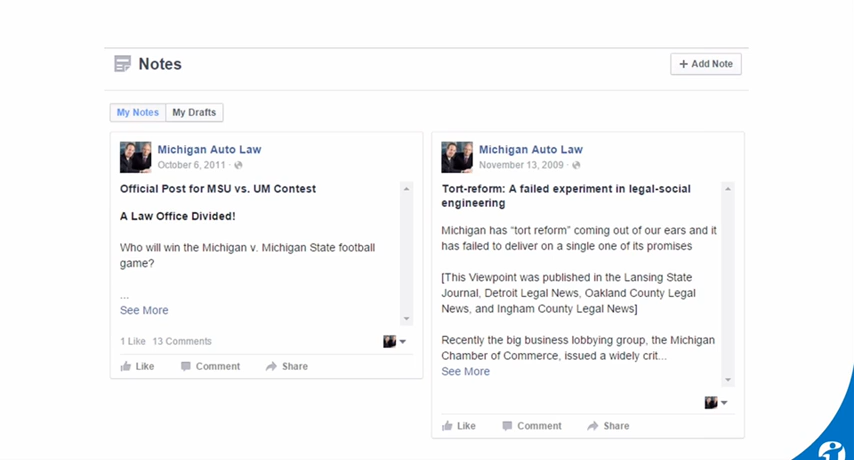 Notes
+ Add Note
My Notes
My Drafts
Michigan Auto Law
October 6, 2011 ·
Official Post for MSU vs. UM Contest
A Law Office Divided!
Who will win the Michigan v. Michigan State football
game?
...
See More
1 Like 13 Comments
Like Comment Share
Michigan Auto Law
November 13, 2009 ·
Tort-reform: A failed experiment in legal-social
engineering
Michigan has “tort reform” coming out of our ears and it
has failed to deliver on a single one of its promises
[This Viewpoint was published in the Lansing State
Journal, Detroit Legal News, Oakland County Legal
News, and Ingham County Legal News]
Recently the big business lobbying group, the Michigan
Chamber of Commerce, issued a widely crit...
See More
Like Comment Share